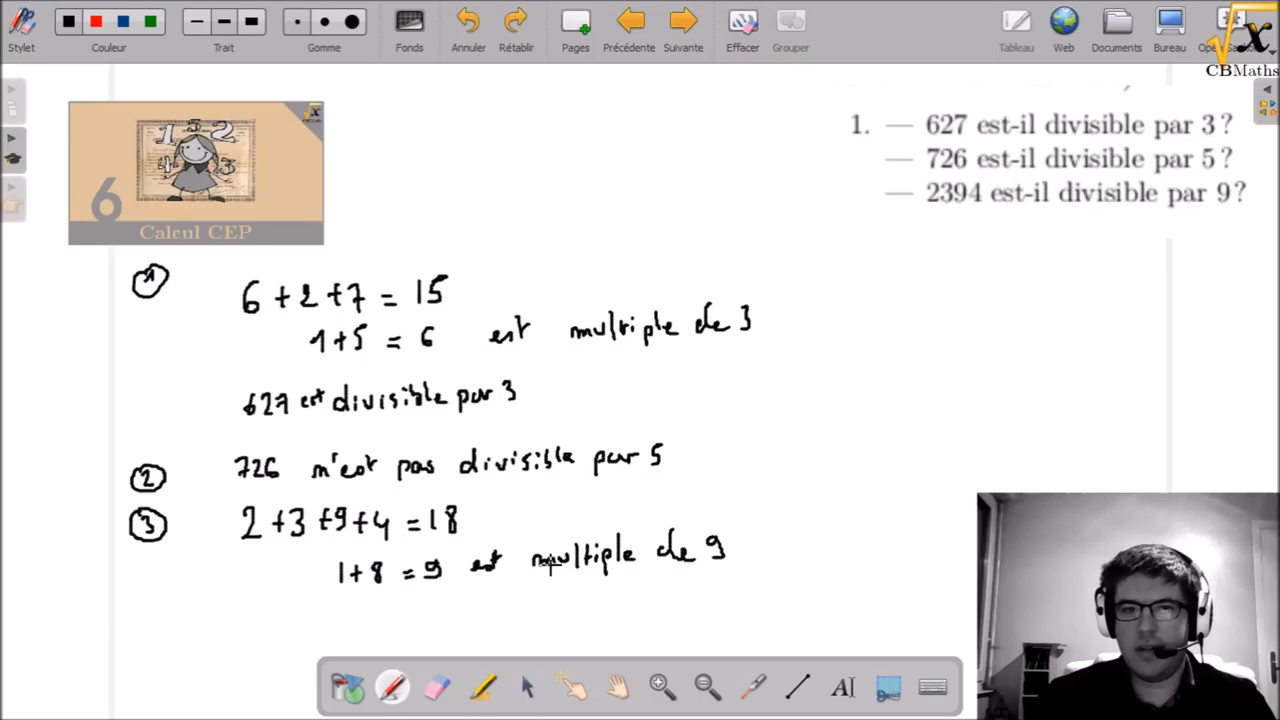 Stylet
Couleur
Trait
Gomme
Fonds
Annuler
Rétablir
Pages
Précédente
Suivante
Effacer
Grouper
Tableau
Web
Documents
Bureau
CBMaths
1. — 627 est-il divisible par 3 ?
— 726 est-il divisible par 5 ?
— 2394 est-il divisible par 9 ?
6
Calcul CEP
1 6 + 2 + 7 = 15
1 + 5 = 6 est multiple de 3
627 est divisible par 3
2 726 n'est pas divisible par 5
3 2 + 3 + 9 + 4 = 18
1 + 8 = 9 est multiple de 9